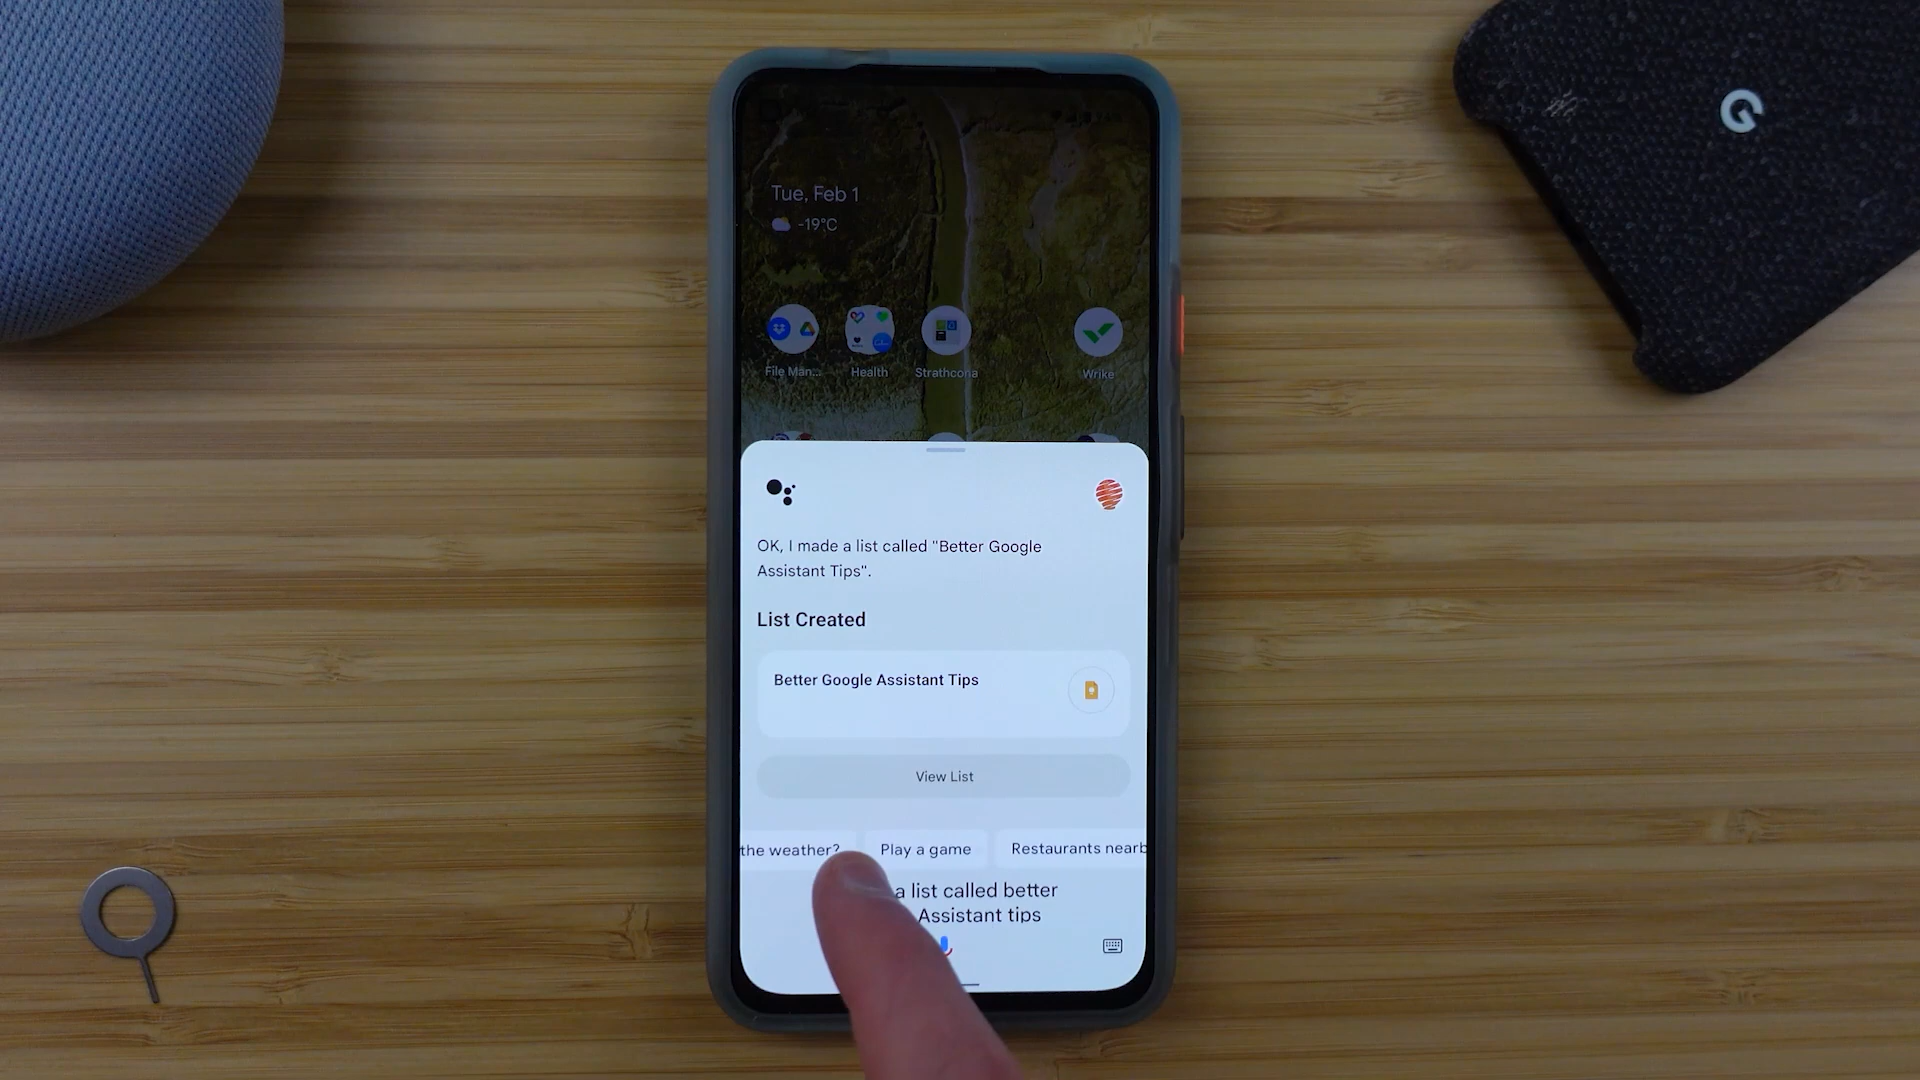 Tue, Feb 1
-19°C
File Man...
Health
Strathcona
Wrike
OK, I made a list called "Better Google
Assistant Tips".
List Created
Better Google Assistant Tips
View List
the weather?
Play a game
Restaurants nearb
a list called better
Assistant tips
G